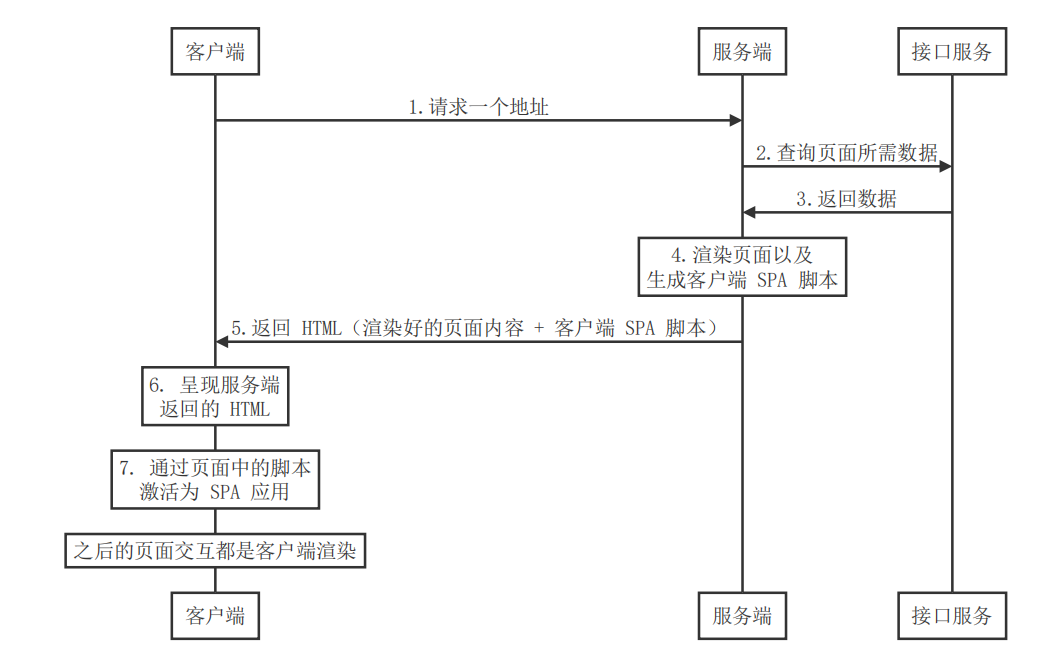 客户端
服务端
接口服务
1.请求一个地址
2.查询页面所需数据
3.返回数据
4.渲染页面以及
生成客户端 SPA 脚本
5.返回 HTML（渲染好的页面内容 + 客户端 SPA 脚本）
6. 呈现服务端
返回的 HTML
7. 通过页面中的脚本
激活为 SPA 应用
之后的页面交互都是客户端渲染
客户端
服务端
接口服务